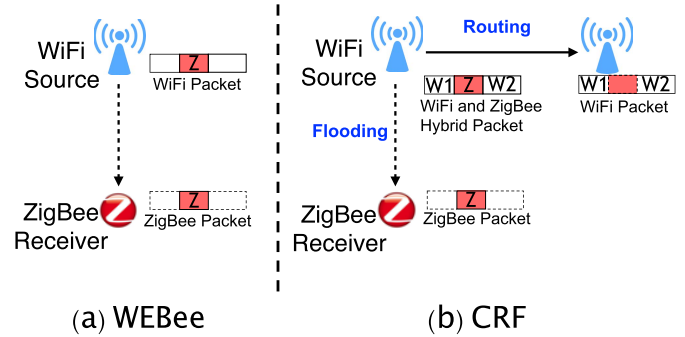 WiFi
Source
Z
WiFi Packet
ZigBee
Receiver
Z
Z
ZigBee Packet
(a) WEBee
WiFi
Source
Routing
W1 Z W2
WiFi and ZigBee
Hybrid Packet
W1 W2
WiFi Packet
Flooding
ZigBee
Receiver
Z
Z
ZigBee Packet
(b) CRF